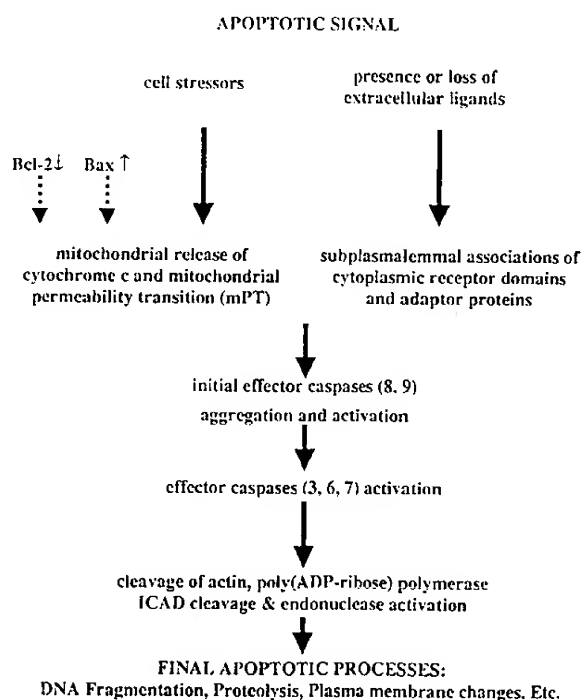 APOPTOTIC SIGNAL
cell stressors
presence or loss of
extracellular ligands
Bcl-2↓ Bax ↑
mitochondrial release of
cytochrome c and mitochondrial
permeability transition (mPT)
subplasmalemmal associations of
cytoplasmic receptor domains
and adaptor proteins
initial effector caspases (8, 9)
aggregation and activation
effector caspases (3, 6, 7) activation
cleavage of actin, poly(ADP-ribose) polymerase
ICAD cleavage & endonuclease activation
FINAL APOPTOTIC PROCESSES:
DNA Fragmentation, Proteolysis, Plasma membrane changes, Etc.